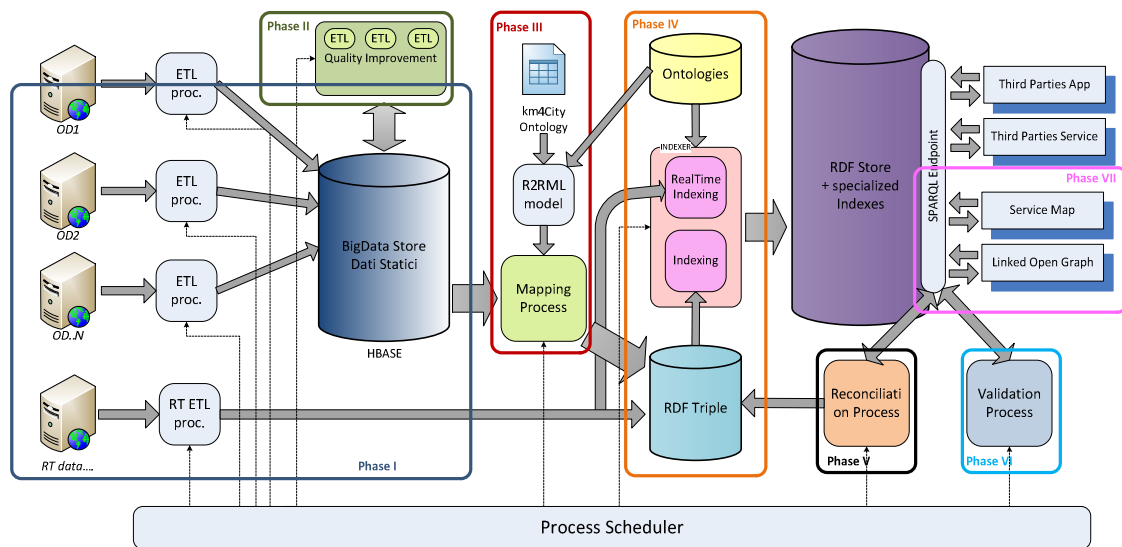 Phase II
ETL
ETL
ETL
Quality Improvement
Phase III
km4City
Ontology
R2RML
model
Mapping
Process
Phase IV
Ontologies
INDEXER
RealTime
Indexing
Indexing
RDF Triple
RDF Store
+ specialized
Indexes
SPARQL Endpoint
Third Parties App
Third Parties Service
Phase VII
Service Map
Linked Open Graph
OD1
ETL
proc.
OD2
ETL
proc.
OD..N
ETL
proc.
BigData Store
Dati Statici
HBASE
RT data....
RT ETL
proc.
Phase I
Reconciliati
on Process
Phase V
Validation
Process
Phase VI
Process Scheduler